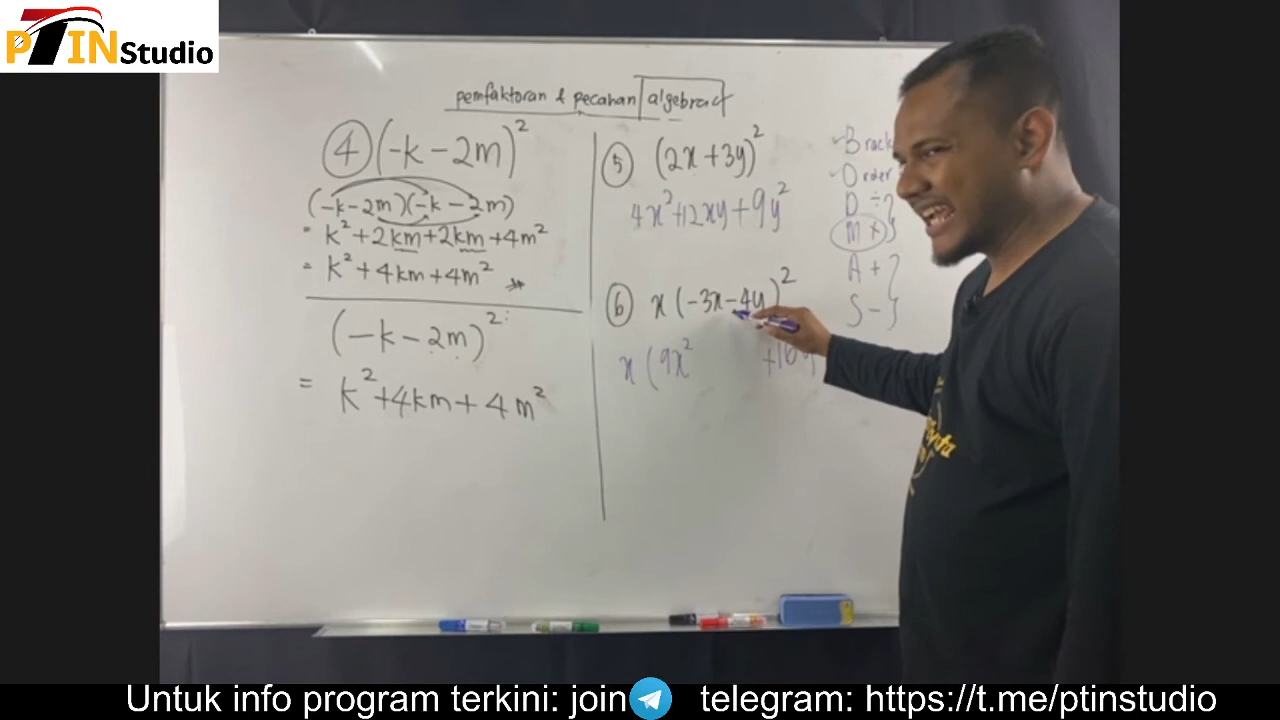 PTIN Studio
pemfaktoran & pecahan algebra
④ (-k - 2m)²
(-k-2m)(-k - 2m)
= k² + 2km + 2km + 4m²
= k² + 4km + 4m²
(-k - 2m)²
= k² + 4km + 4m²
⑤ (2x + 3y)²
4x² + 12xy + 9y²
⑥ x (-3x - 4y)²
x (9x² + 16y
Brack
Order
D ÷
M ×
A +
S -
Untuk info program terkini: join telegram: https://t.me/ptinstudio